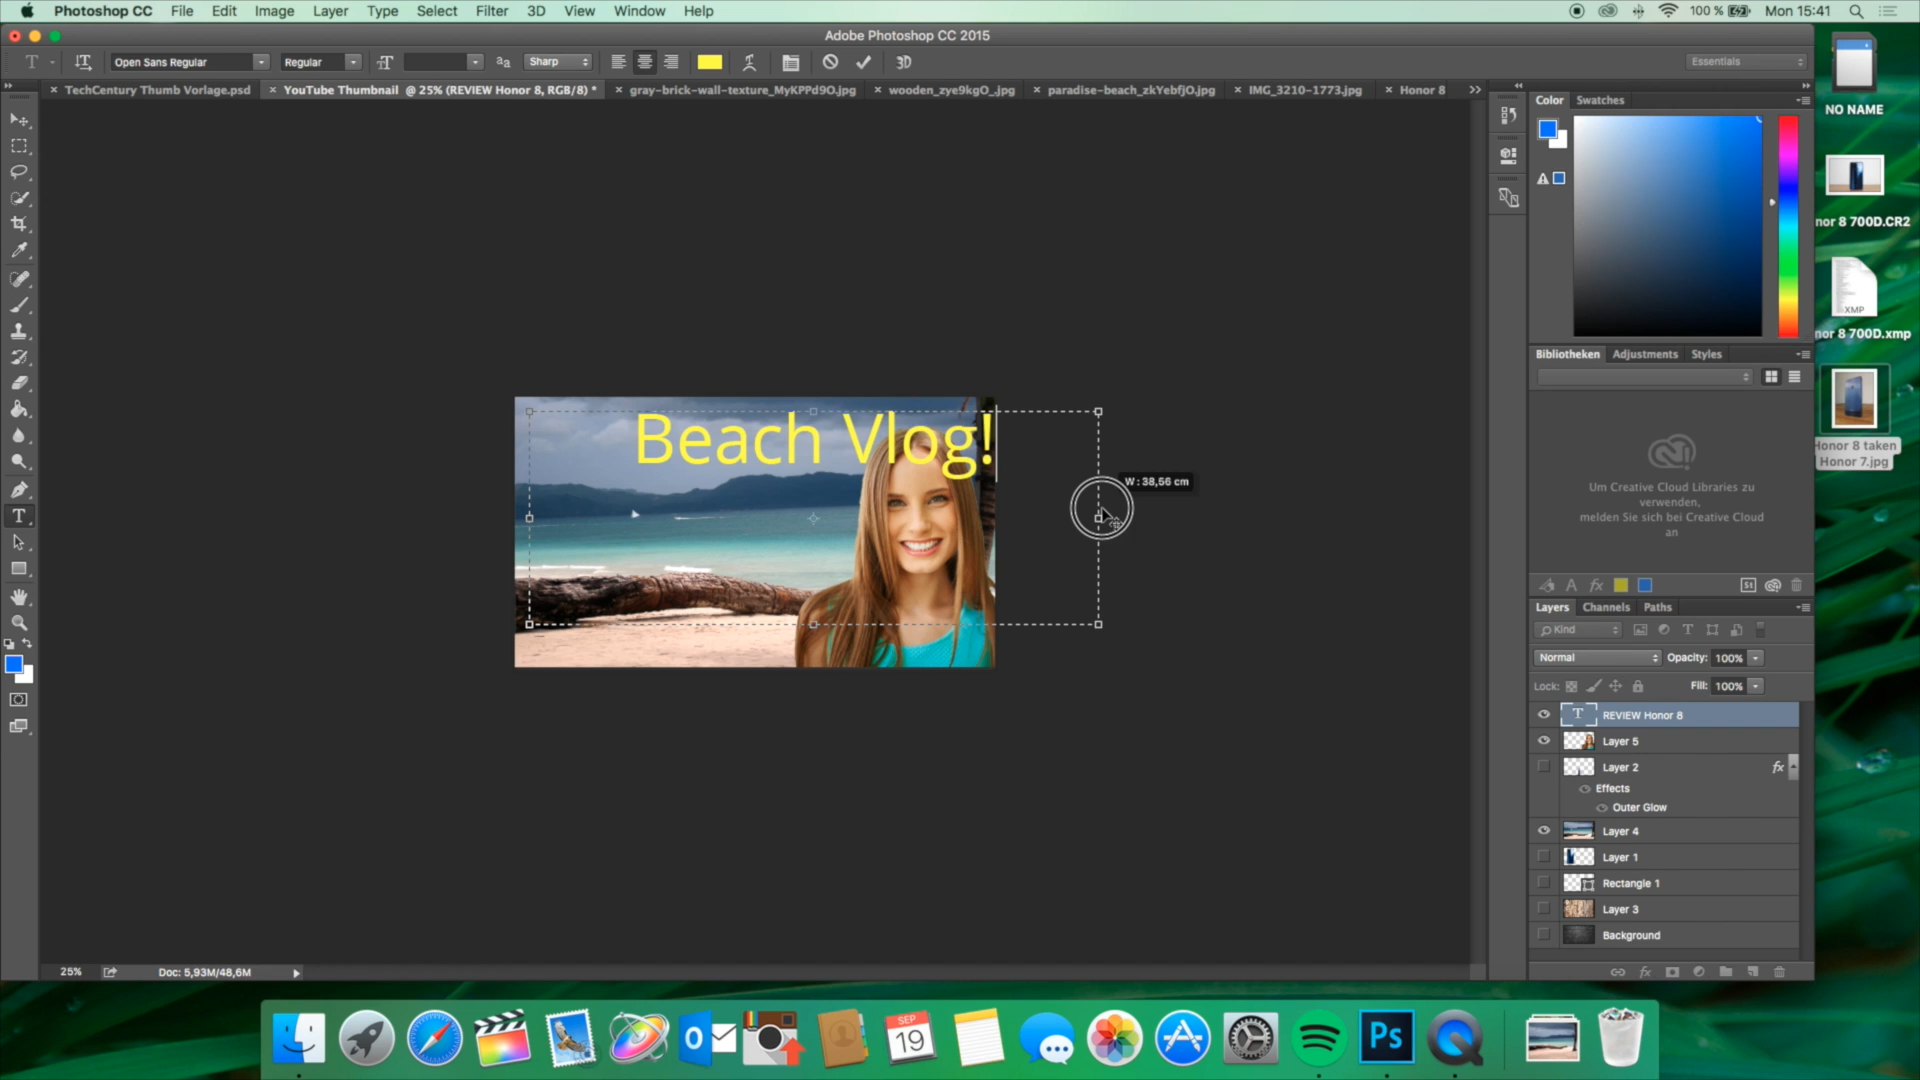 Photoshop CC File Edit Image Layer Type Select Filter 3D View Window Help 100 % Mon 15:41
Adobe Photoshop CC 2015
T Open Sans Regular Regular Sharp 3D Essentials
TechCentury Thumb Vorlage.psd YouTube Thumbnail @ 25% (REVIEW Honor 8, RGB/8) * gray-brick-wall-texture_MyKPPd9O.jpg wooden_zye9kgO_.jpg paradise-beach_zkYebfjO.jpg IMG_3210-1773.jpg Honor 8
Color Swatches
NO NAME
nor 8 700D.CR2
XMP
nor 8 700D.xmp
Bibliotheken Adjustments Styles
Beach Vlog!
W: 38,56 cm
Honor 8 taken
Honor 7.jpg
Um Creative Cloud Libraries zu
verwenden,
melden Sie sich bei Creative Cloud
an
St
Layers Channels Paths
Kind
Normal Opacity: 100%
Lock: Fill: 100%
T REVIEW Honor 8
Layer 5
Layer 2 fx
Effects
Outer Glow
Layer 4
Layer 1
Rectangle 1
Layer 3
Background
25% Doc: 5,93M/48,6M
SEP
19
Ps